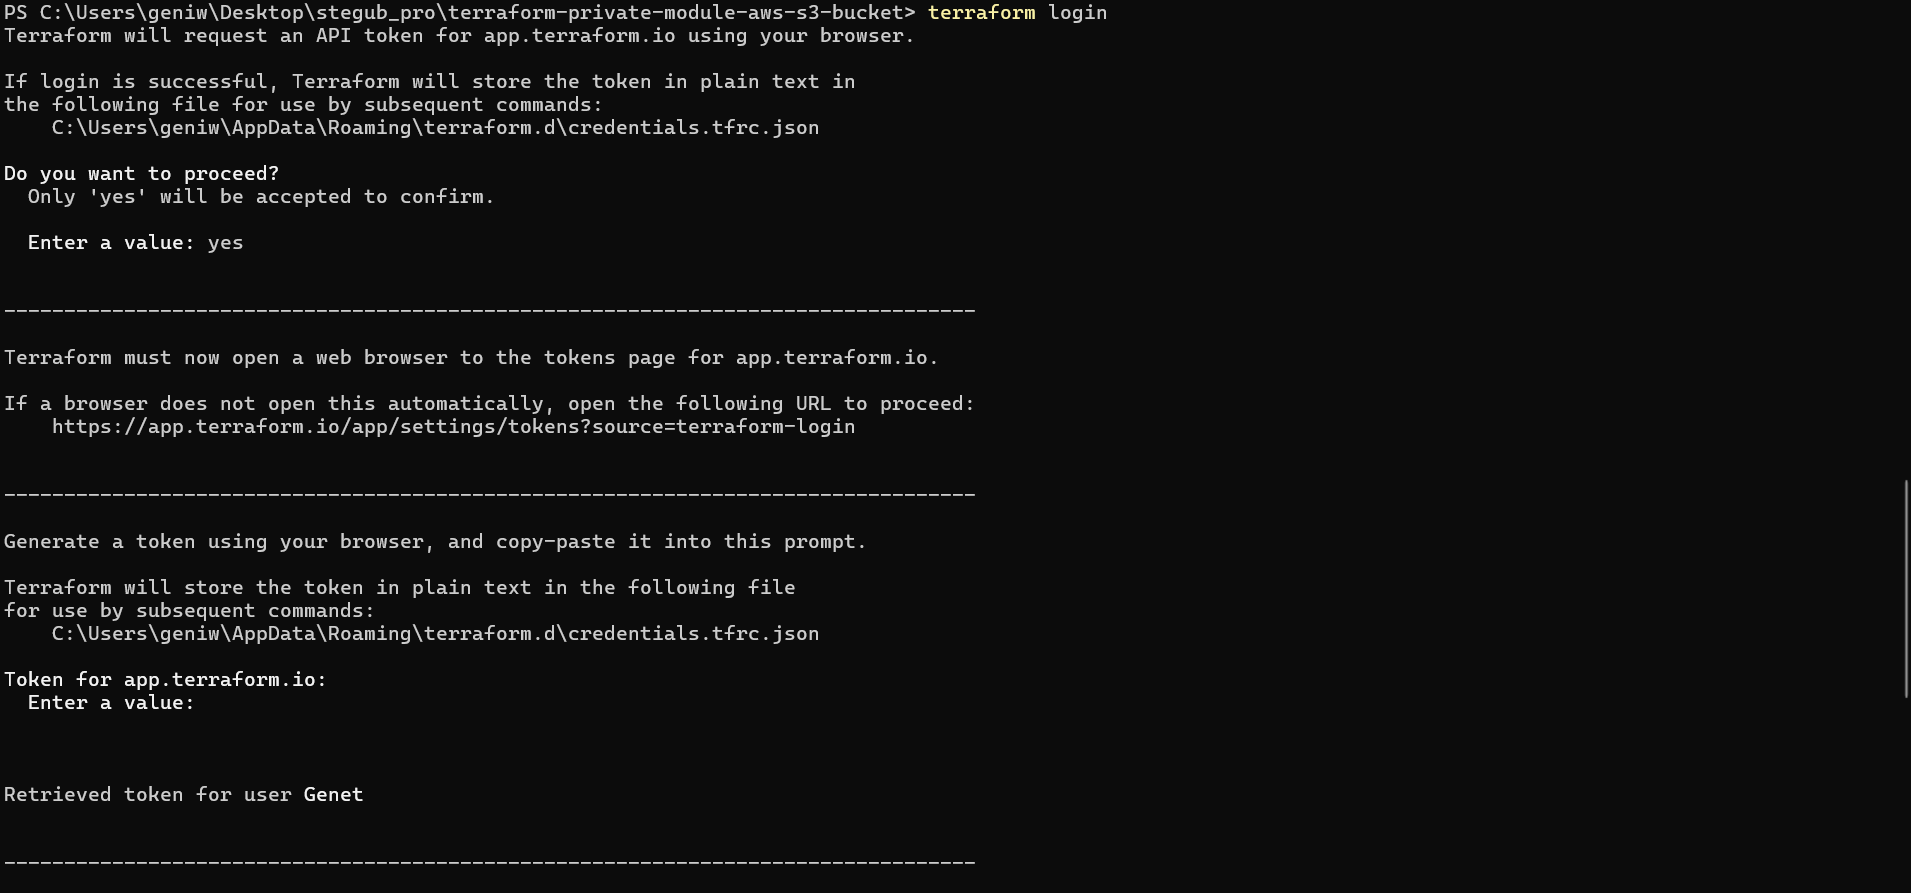 PS C:\Users\geniw\Desktop\stegub_pro\terraform-private-module-aws-s3-bucket> terraform login
Terraform will request an API token for app.terraform.io using your browser.
If login is successful, Terraform will store the token in plain text in
the following file for use by subsequent commands:
C:\Users\geniw\AppData\Roaming\terraform.d\credentials.tfrc.json
Do you want to proceed?
Only 'yes' will be accepted to confirm.
Enter a value: yes
---------------------------------------------------------------------------------
Terraform must now open a web browser to the tokens page for app.terraform.io.
If a browser does not open this automatically, open the following URL to proceed:
https://app.terraform.io/app/settings/tokens?source=terraform-login
---------------------------------------------------------------------------------
Generate a token using your browser, and copy-paste it into this prompt.
Terraform will store the token in plain text in the following file
for use by subsequent commands:
C:\Users\geniw\AppData\Roaming\terraform.d\credentials.tfrc.json
Token for app.terraform.io:
Enter a value:
Retrieved token for user Genet
---------------------------------------------------------------------------------